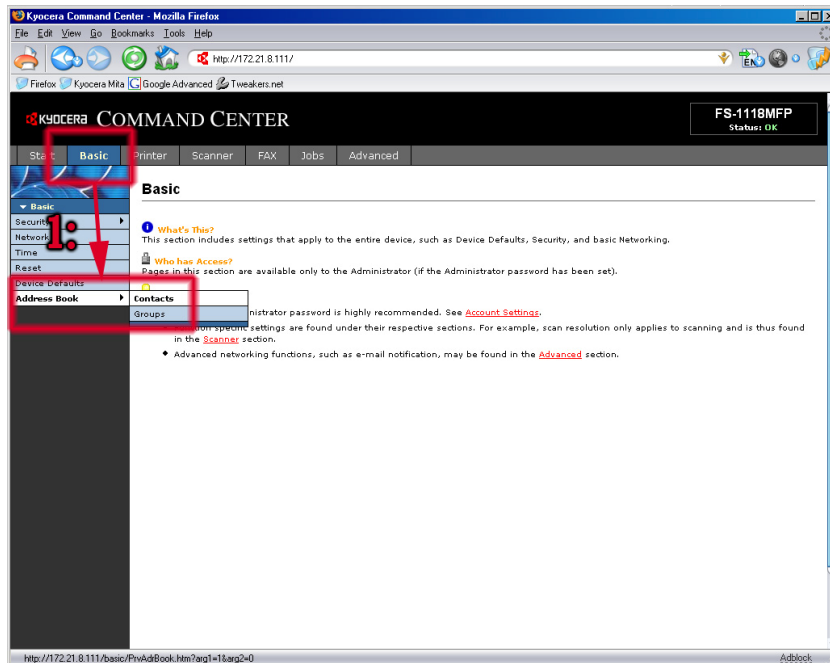 Kyocera Command Center - Mozilla Firefox
File Edit View Go Bookmarks Tools Help
http://172.21.8.111/
EN
Firefox Kyocera Mita Google Advanced Tweakers.net
KYOCERA COMMAND CENTER
FS-1118MFP
Status: OK
Start Basic Printer Scanner FAX Jobs Advanced
Basic
Basic
Security
Network
Time
Reset
Device Defaults
Address Book
Contacts
Groups
1:
What's This?
This section includes settings that apply to the entire device, such as Device Defaults, Security, and basic Networking.
Who has Access?
Pages in this section are available only to the Administrator (if the Administrator password has been set).
password is highly recommended. See Account Settings.
settings are found under their respective sections. For example, scan resolution only applies to scanning and is thus found
in the Scanner section.
Advanced networking functions, such as e-mail notification, may be found in the Advanced section.
http://172.21.8.111/basic/PrvAdrBook.htm?arg1=1&arg2=0
Adblock